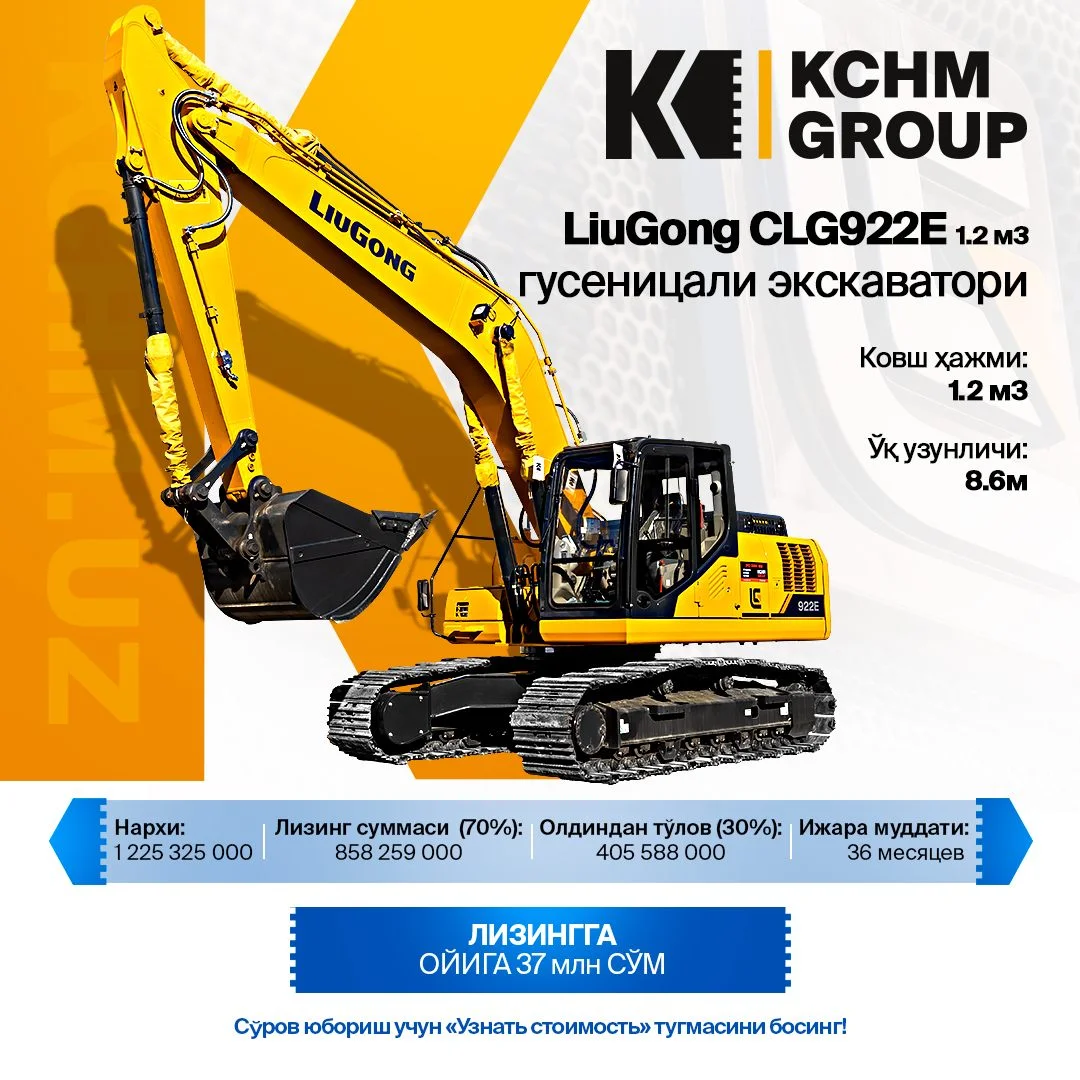 KCHM
GROUP
LiuGong CLG922E 1.2 м3
гусеницали экскаватори
Ковш ҳажми:
1.2 м3
Ўқ узунличи:
8.6м
LIUGONG
922E
KCHM.UZ
Нархи:
1 225 325 000
Лизинг суммаси (70%):
858 259 000
Олдиндан тўлов (30%):
405 588 000
Ижара муддати:
36 месяцев
ЛИЗИНГГА
ОЙИГА 37 млн СЎМ
Сўров юбориш учун «Узнать стоимость» тугмасини босинг!